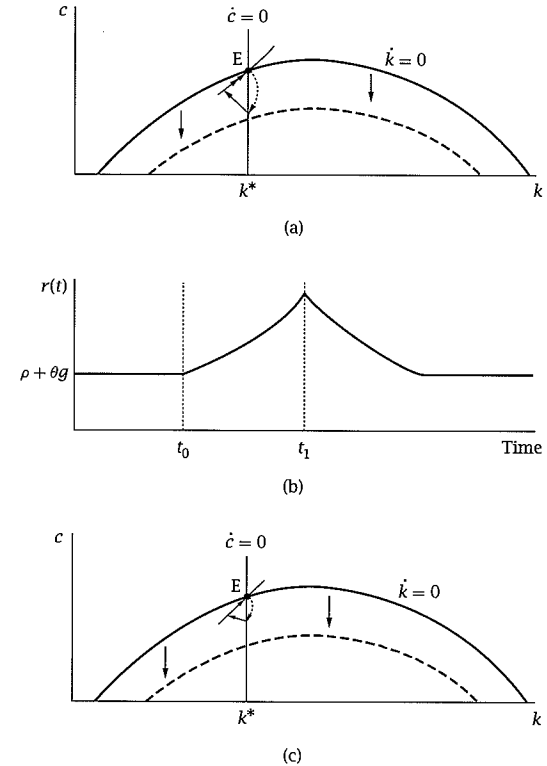 c
ċ = 0
E
k̇ = 0
k*
k
(a)
r(t)
ρ + θg
t₀
t₁
Time
(b)
c
ċ = 0
E
k̇ = 0
k*
k
(c)